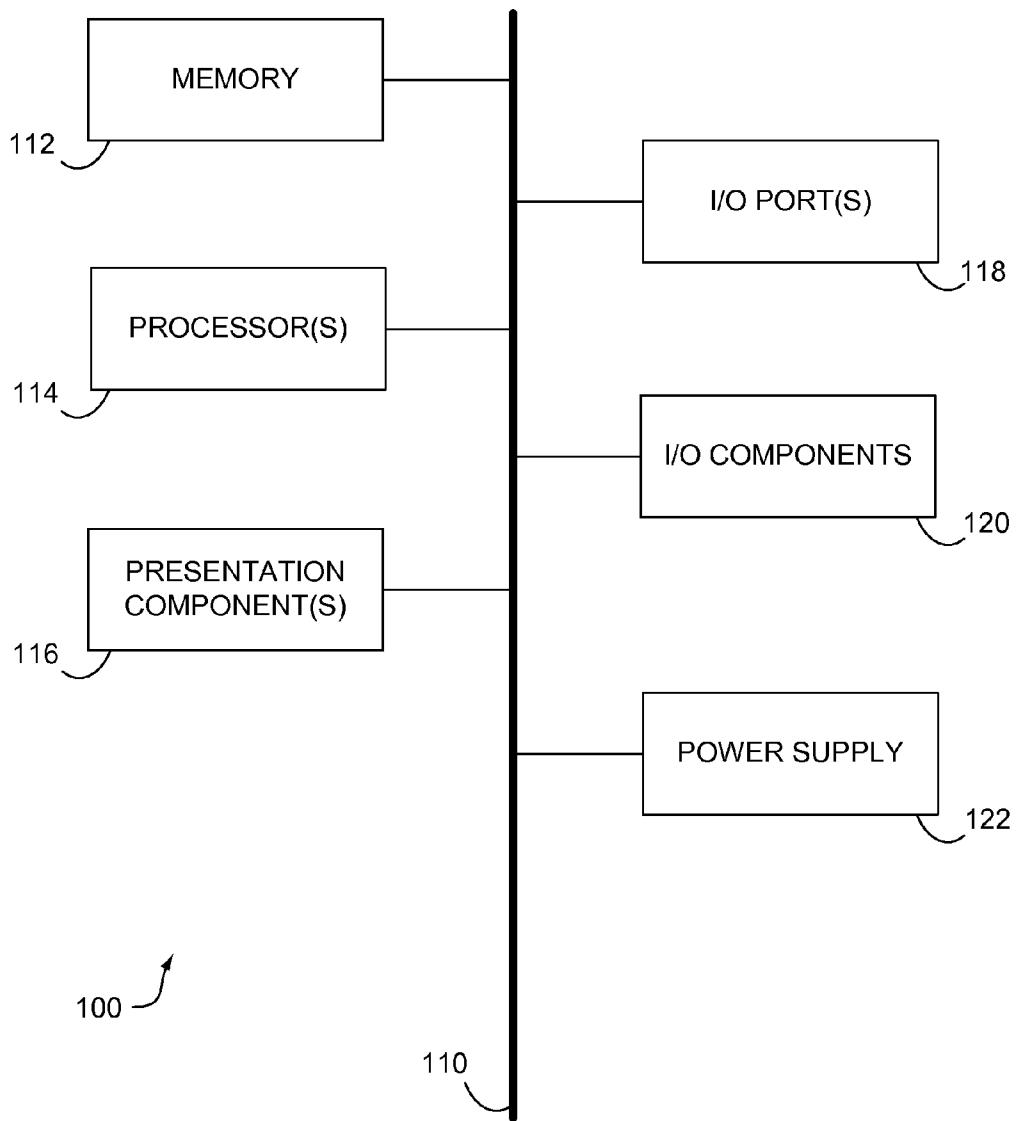 MEMORY
112
I/O PORT(S)
118
PROCESSOR(S)
114
I/O COMPONENTS
120
PRESENTATION
COMPONENT(S)
116
POWER SUPPLY
122
100
110